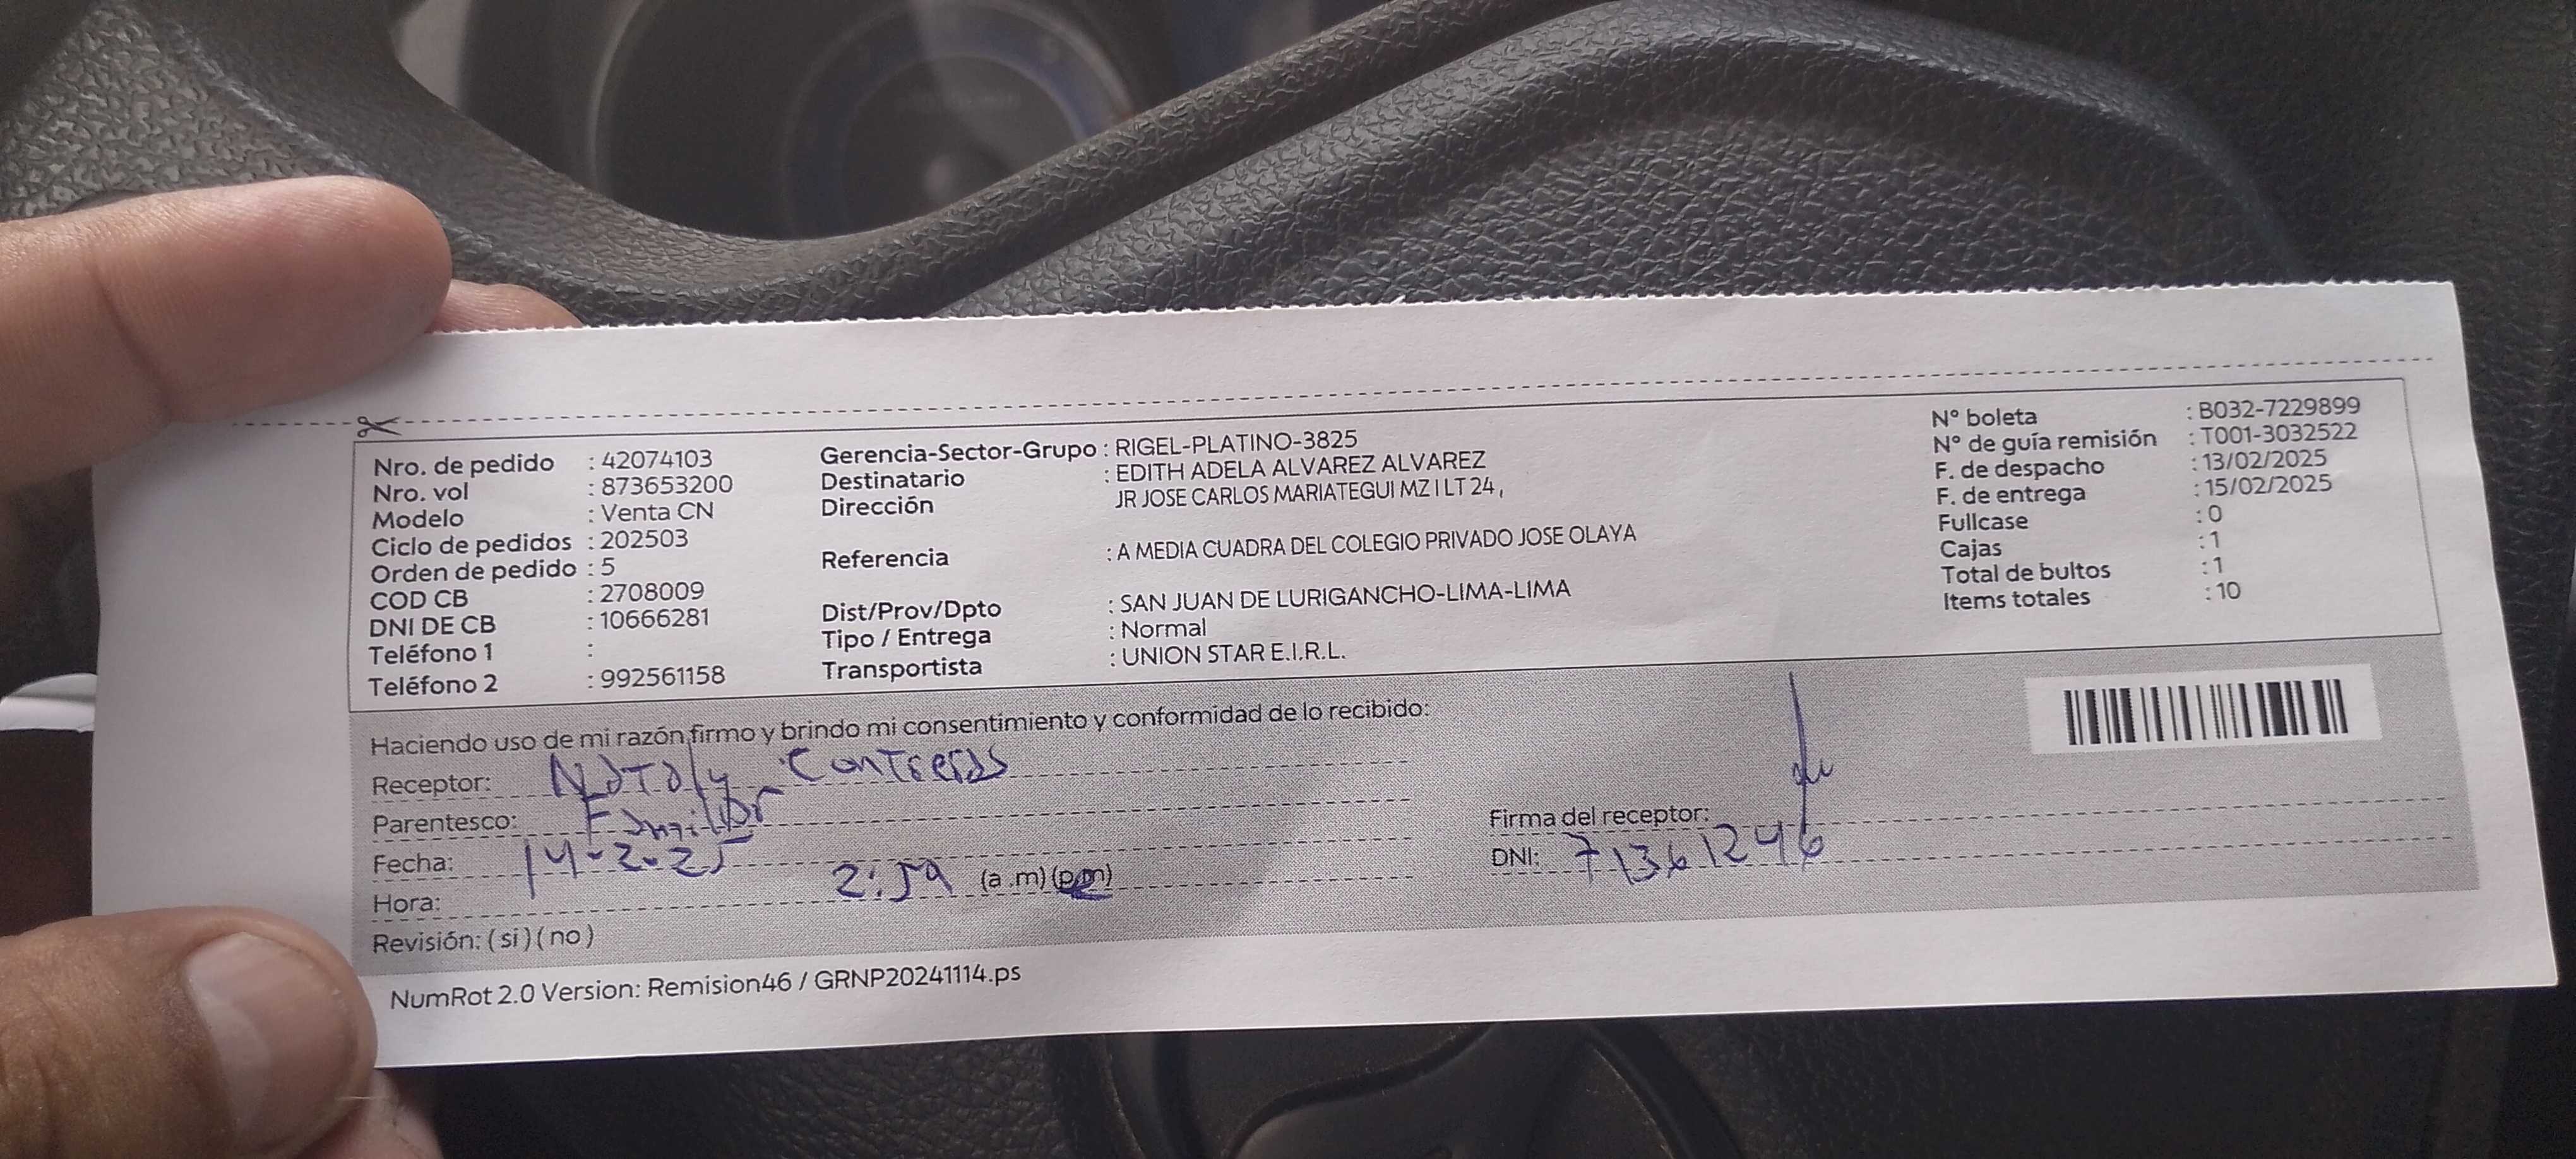 Nro. de pedido : 42074103
Nro. vol : 873653200
Modelo : Venta CN
Ciclo de pedidos : 202503
Orden de pedido : 5
COD CB : 2708009
DNI DE CB : 10666281
Teléfono 1 :
Teléfono 2 : 992561158
Gerencia-Sector-Grupo : RIGEL-PLATINO-3825
Destinatario : EDITH ADELA ALVAREZ ALVAREZ
Dirección JR JOSE CARLOS MARIATEGUI MZ I LT 24 ,
Referencia : A MEDIA CUADRA DEL COLEGIO PRIVADO JOSE OLAYA
Dist/Prov/Dpto : SAN JUAN DE LURIGANCHO-LIMA-LIMA
Tipo / Entrega : Normal
Transportista : UNION STAR E.I.R.L.
N° boleta : B032-7229899
N° de guía remisión : T001-3032522
F. de despacho : 13/02/2025
F. de entrega : 15/02/2025
Fullcase : 0
Cajas : 1
Total de bultos : 1
Items totales : 10
Haciendo uso de mi razón firmo y brindo mi consentimiento y conformidad de lo recibido:
Receptor: Nataly Contreras
Parentesco: Familiar
Fecha: 14-2-25
Hora: 2:59 (a .m) (p.m)
Revisión: ( si ) ( no )
Firma del receptor:
DNI: 71361246
NumRot 2.0 Version: Remision46 / GRNP20241114.ps